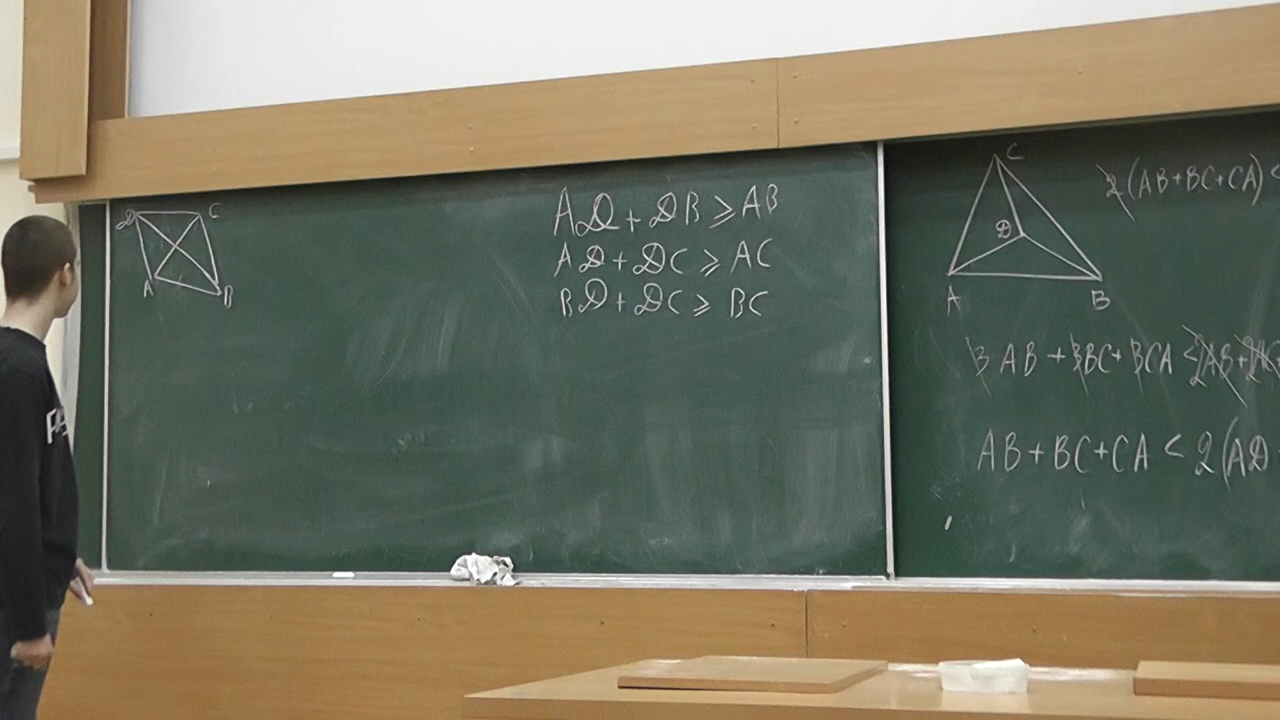 D C
A B
AD + DB ⩾ AB
AD + DC ⩾ AC
BD + DC ⩾ BC
C
D
A B
2(AB+BC+CA) <
3AB + 3BC + 3CA < 2AB +
AB + BC + CA < 2(AD